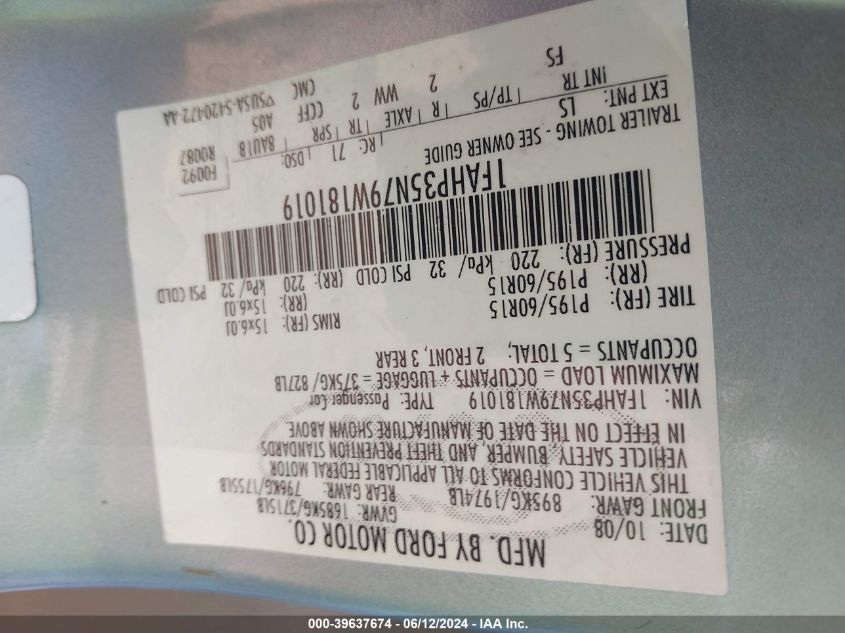 MFD. BY FORD MOTOR CO.
DATE: 10/08 GVWR: 1685KG/3715LB
FRONT GAWR: 895KG/1974LB REAR GAWR: 796KG/1755LB
THIS VEHICLE CONFORMS TO ALL APPLICABLE FEDERAL MOTOR
VEHICLE SAFETY, BUMPER, AND THEFT PREVENTION STANDARDS
IN EFFECT ON THE DATE OF MANUFACTURE SHOWN ABOVE
VIN: 1FAHP35N79W181019 TYPE: Passenger Car
MAXIMUM LOAD = OCCUPANTS + LUGGAGE = 375KG/ 827LB
OCCUPANTS = 5 TOTAL, 2 FRONT, 3 REAR
TIRE (FR): P195/60R15 RIMS (FR): 15x6.0J
(RR): P195/60R15 (RR): 15x6.0J
PRESSURE (FR): 220 kPa/ 32 PSI COLD (RR): 220 kPa/ 32 PSI COLD
1FAHP35N79W181019
TRAILER TOWING - SEE OWNER GUIDE
F0092
R0087
EXT PNT: LS RC: 71 DSO:
INT TR TP/PS R AXLE TR SPR 8AU1B
FS 2 WW 2 CCF A05
CMC ▽5U5A-5420472-AA
000-39637674 - 06/12/2024 - IAA Inc.